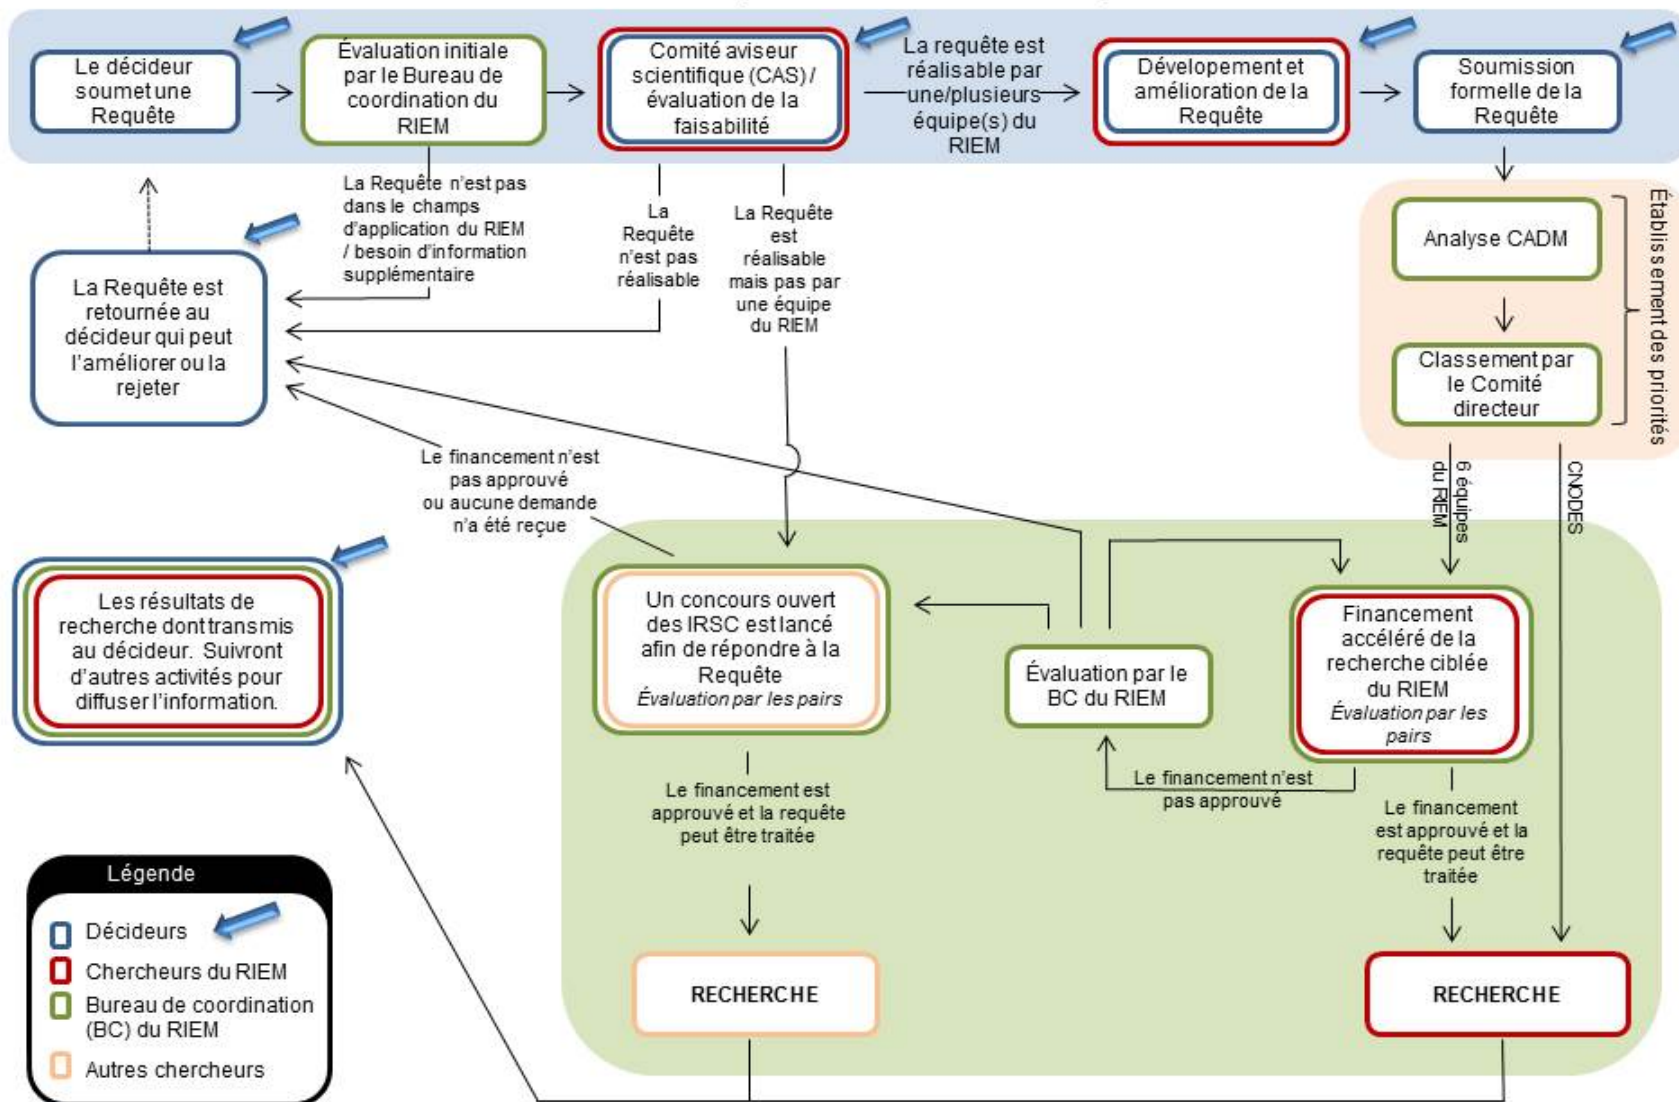 Le décideur
soumet une
Requête
Évaluation initiale
par le Bureau de
coordination du
RIEM
Comité aviseur
scientifique (CAS) /
évaluation de la
faisabilité
La requête est
réalisable par
une/plusieurs
équipe(s) du
RIEM
Dévelopement et
amélioration de la
Requête
Soumission
formelle de la
Requête
La Requête n'est pas
dans le champs
d'application du RIEM
/ besoin d'information
supplémentaire
La
Requête
n'est pas
réalisable
La Requête
est
réalisable
mais pas par
une équipe
du RIEM
Analyse CADM
Classement par
le Comité
directeur
Établissement des priorités
La Requête est
retournée au
décideur qui peut
l'améliorer ou la
rejeter
Le financement n'est
pas approuvé
ou aucune demande
n'a été reçue
6 équipes
du RIEM
CNODES
Les résultats de
recherche dont transmis
au décideur. Suivront
d'autres activités pour
diffuser l'information.
Un concours ouvert
des IRSC est lancé
afin de répondre à la
Requête
Évaluation par les pairs
Évaluation par le
BC du RIEM
Financement
accéléré de la
recherche ciblée
du RIEM
Évaluation par les
pairs
Le financement n'est
pas approuvé
Le financement est
approuvé et la requête
peut être traitée
Le financement
est approuvé et la
requête peut être
traitée
RECHERCHE
RECHERCHE
Légende
Décideurs
Chercheurs du RIEM
Bureau de coordination
(BC) du RIEM
Autres chercheurs